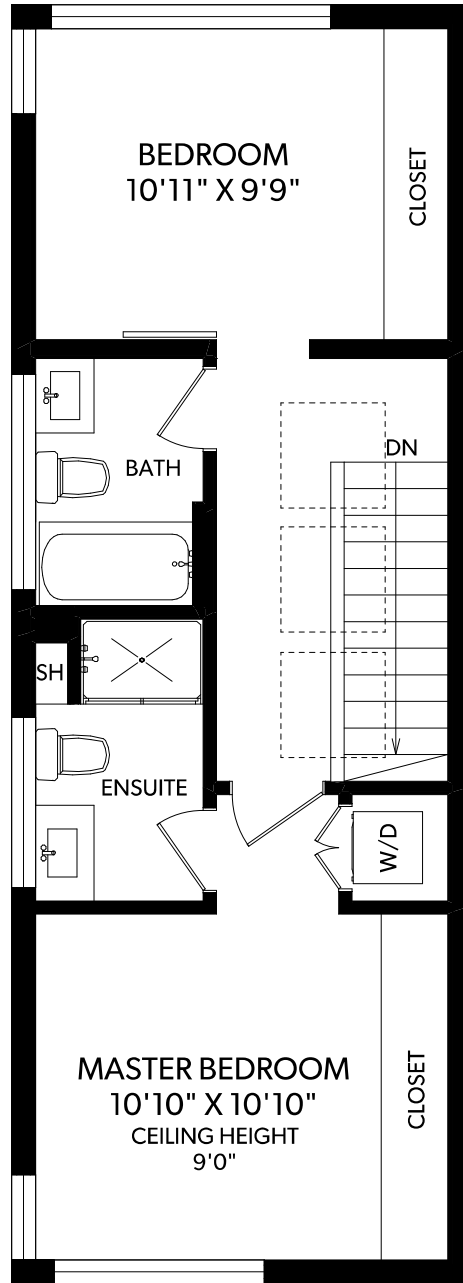 BEDROOM
10'11" X 9'9"
CLOSET
DN
BATH
SH
ENSUITE
W/D
MASTER BEDROOM
10'10" X 10'10"
CEILING HEIGHT
9'0"
CLOSET